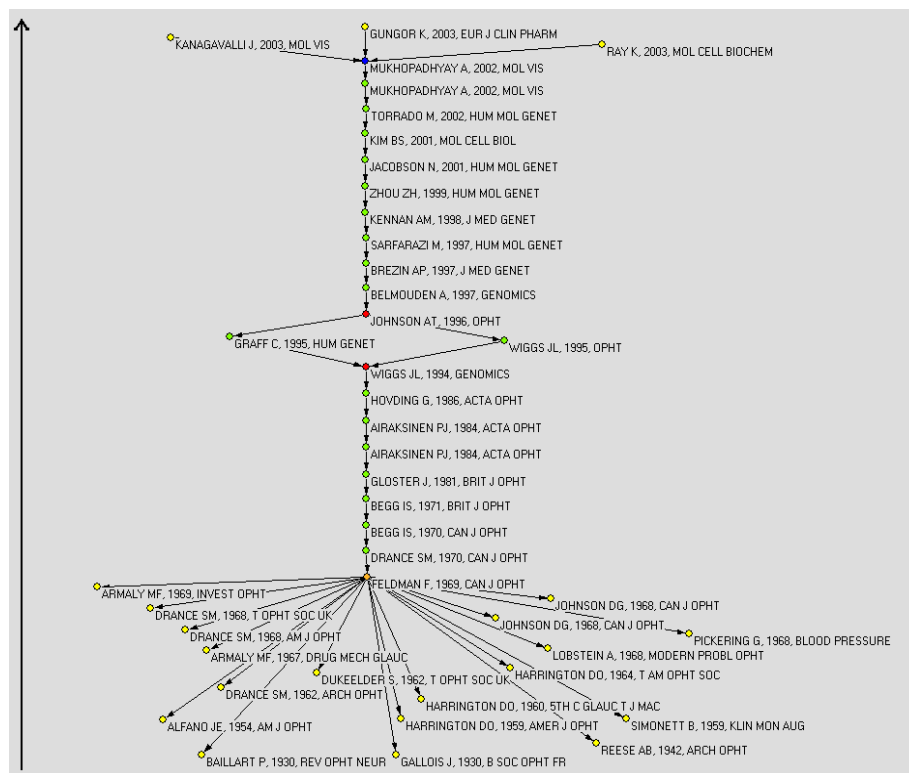 GUNGOR K, 2003, EUR J CLIN PHARM
KANAGAVALLI J, 2003, MOL VIS
RAY K, 2003, MOL CELL BIOCHEM
MUKHOPADHYAY A, 2002, MOL VIS
MUKHOPADHYAY A, 2002, MOL VIS
TORRADO M, 2002, HUM MOL GENET
KIM BS, 2001, MOL CELL BIOL
JACOBSON N, 2001, HUM MOL GENET
ZHOU ZH, 1999, HUM MOL GENET
KENNAN AM, 1998, J MED GENET
SARFARAZI M, 1997, HUM MOL GENET
BREZIN AP, 1997, J MED GENET
BELMOUDEN A, 1997, GENOMICS
JOHNSON AT, 1996, OPHT
GRAFF C, 1995, HUM GENET
WIGGS JL, 1995, OPHT
WIGGS JL, 1994, GENOMICS
HOVDING G, 1986, ACTA OPHT
AIRAKSINEN PJ, 1984, ACTA OPHT
AIRAKSINEN PJ, 1984, ACTA OPHT
GLOSTER J, 1981, BRIT J OPHT
BEGG IS, 1971, BRIT J OPHT
BEGG IS, 1970, CAN J OPHT
DRANCE SM, 1970, CAN J OPHT
FELDMAN F, 1969, CAN J OPHT
ARMALY MF, 1969, INVEST OPHT
JOHNSON DG, 1968, CAN J OPHT
DRANCE SM, 1968, T OPHT SOC UK
JOHNSON DG, 1968, CAN J OPHT
DRANCE SM, 1968, AM J OPHT
PICKERING G, 1968, BLOOD PRESSURE
ARMALY MF, 1967, DRUG MECH GLAUC
LOBSTEIN A, 1968, MODERN PROBL OPHT
DUKEELDER S, 1962, T OPHT SOC UK
HARRINGTON DO, 1964, T AM OPHT SOC
DRANCE SM, 1962, ARCH OPHT
HARRINGTON DO, 1960, 5TH C GLAUC T J MAC
ALFANO JE, 1954, AM J OPHT
HARRINGTON DO, 1959, AMER J OPHT
SIMONETT B, 1959, KLIN MON AUG
REESE AB, 1942, ARCH OPHT
BAILLART P, 1930, REV OPHT NEUR
GALLOIS J, 1930, B SOC OPHT FR